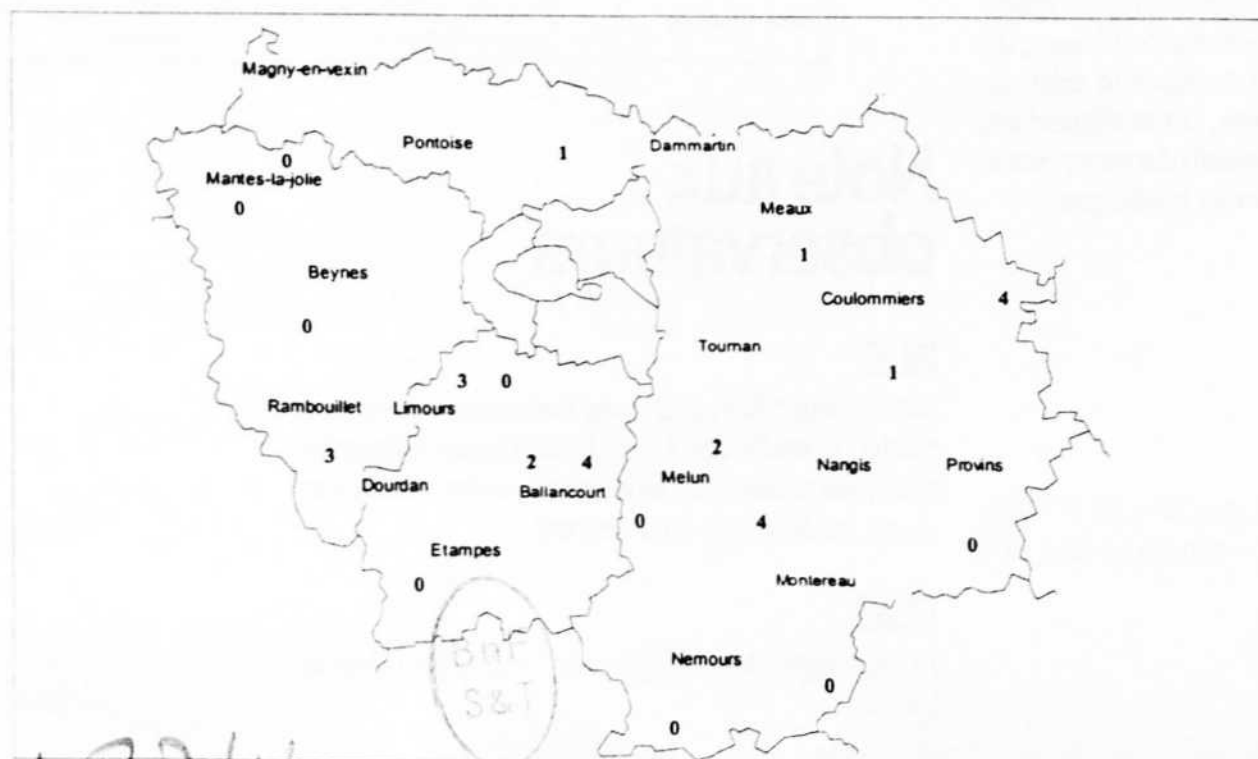 Magny-en-vexin
Pontoise
1
Dammartin
0
Mantes-la-jolie
0
Meaux
1
Beynes
Coulommiers
4
0
Tournan
1
3
0
Rambouillet
Limours
3
2
4
2
Melun
Nangis
Provins
Dourdan
Ballancourt
0
4
0
Etampes
0
Montereau
BnF
S&T
Nemours
0
0